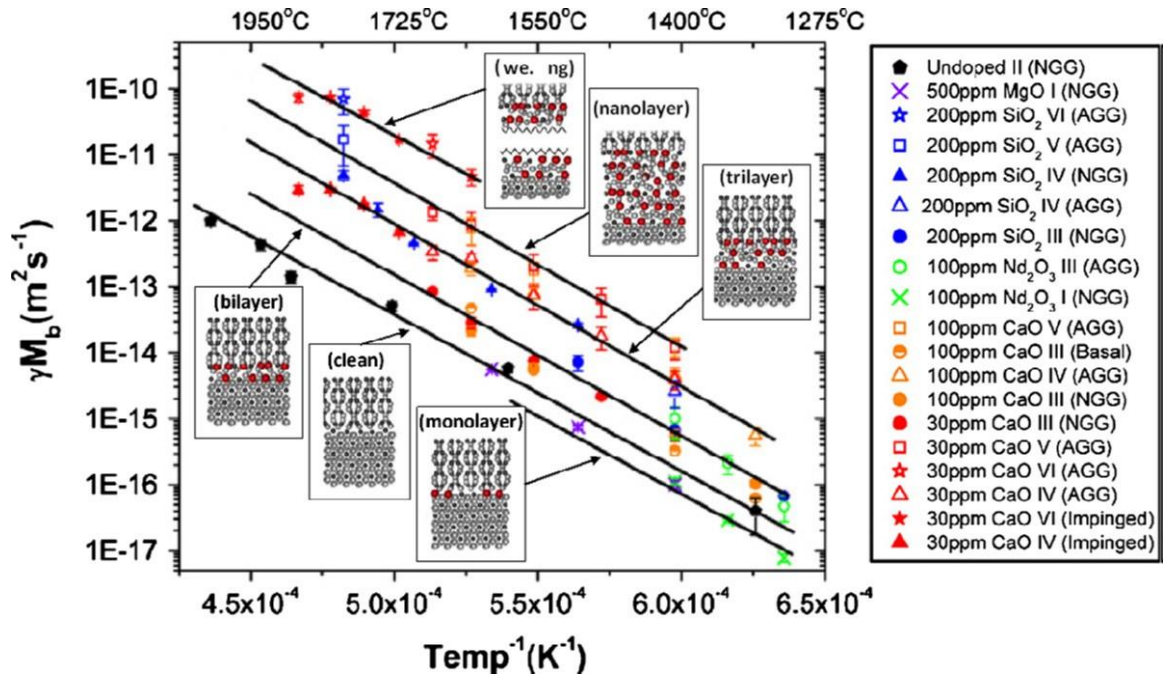 1950°C 1725°C 1550°C 1400°C 1275°C
1E-10
1E-11
1E-12
1E-13
1E-14
1E-15
1E-16
1E-17
γM_b(m²s⁻¹)
4.5x10⁻⁴ 5.0x10⁻⁴ 5.5x10⁻⁴ 6.0x10⁻⁴ 6.5x10⁻⁴
Temp⁻¹(K⁻¹)
(we. ng)
(nanolayer)
(trilayer)
(bilayer)
(clean)
(monolayer)
Undoped II (NGG)
500ppm MgO I (NGG)
200ppm SiO₂ VI (AGG)
200ppm SiO₂ V (AGG)
200ppm SiO₂ IV (NGG)
200ppm SiO₂ IV (AGG)
200ppm SiO₂ III (NGG)
100ppm Nd₂O₃ III (AGG)
100ppm Nd₂O₃ I (NGG)
100ppm CaO V (AGG)
100ppm CaO III (Basal)
100ppm CaO IV (AGG)
100ppm CaO III (NGG)
30ppm CaO III (NGG)
30ppm CaO V (AGG)
30ppm CaO VI (AGG)
30ppm CaO IV (AGG)
30ppm CaO VI (Impinged)
30ppm CaO IV (Impinged)